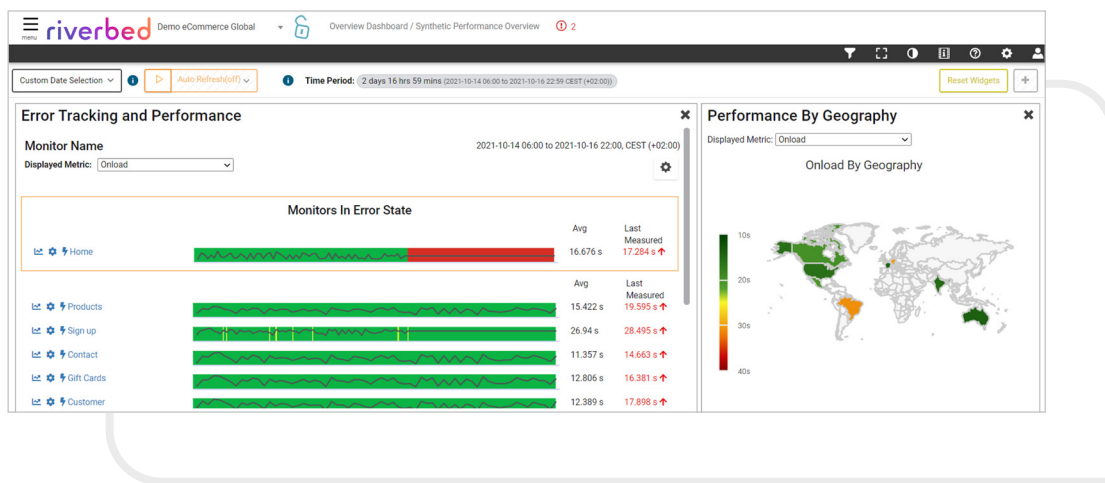 menu riverbed Demo eCommerce Global Overview Dashboard / Synthetic Performance Overview 2
Custom Date Selection Auto Refresh(off) Time Period: 2 days 16 hrs 59 mins (2021-10-14 06:00 to 2021-10-16 22:59 CEST (+02:00)) Reset Widgets +
Error Tracking and Performance
Monitor Name 2021-10-14 06:00 to 2021-10-16 22:00, CEST (+02:00)
Displayed Metric: Onload
Monitors In Error State
Avg Last Measured
Home 16.676 s 17.284 s
Avg Last Measured
Products 15.422 s 19.595 s
Sign up 26.94 s 28.495 s
Contact 11.357 s 14.663 s
Gift Cards 12.806 s 16.381 s
Customer 12.389 s 17.898 s
Performance By Geography
Displayed Metric: Onload
Onload By Geography
10s
20s
30s
40s